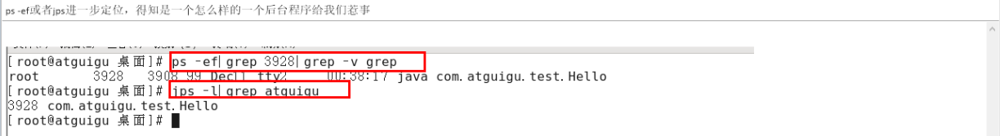 ps -ef或者jps进一步定位，得知是一个怎么样的一个后台程序给我们惹事
[root@atguigu 桌面]# ps -ef|grep 3928|grep -v grep
root 3928 3908 99 Dec11 tty2 00:38:17 java com.atguigu.test.Hello
[root@atguigu 桌面]# jps -l|grep atguigu
3928 com.atguigu.test.Hello
[root@atguigu 桌面]#